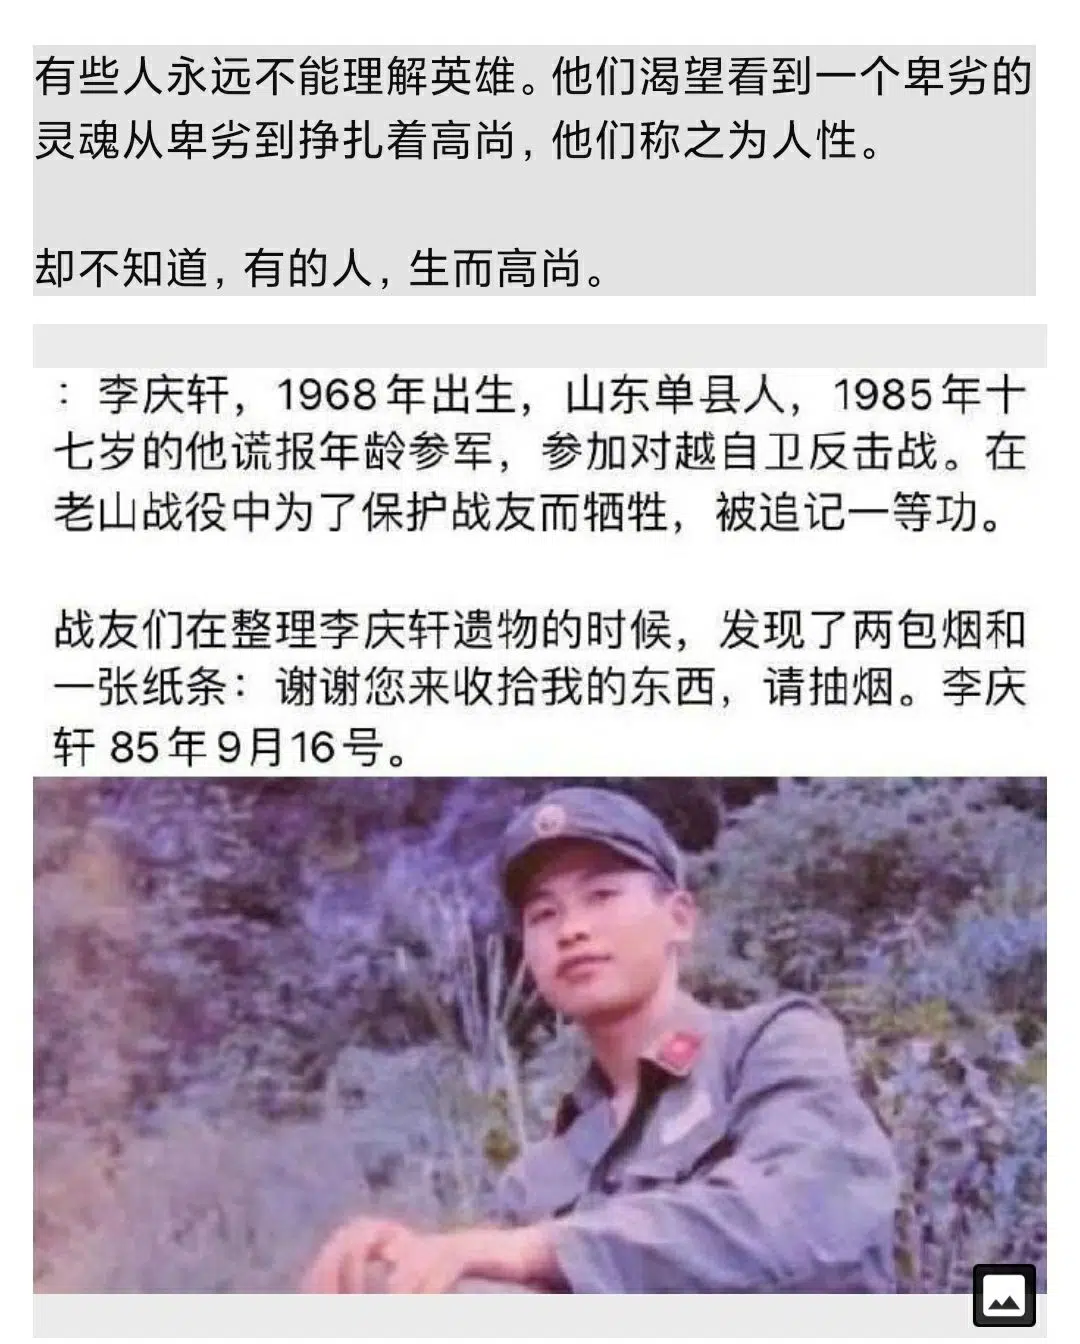 有些人永远不能理解英雄。他们渴望看到一个卑劣的
灵魂从卑劣到挣扎着高尚，他们称之为人性。
却不知道，有的人，生而高尚。
：李庆轩，1968年出生，山东单县人，1985年十
七岁的他谎报年龄参军，参加对越自卫反击战。在
老山战役中为了保护战友而牺牲，被追记一等功。
战友们在整理李庆轩遗物的时候，发现了两包烟和
一张纸条：谢谢您来收拾我的东西，请抽烟。李庆
轩 85年9月16号。